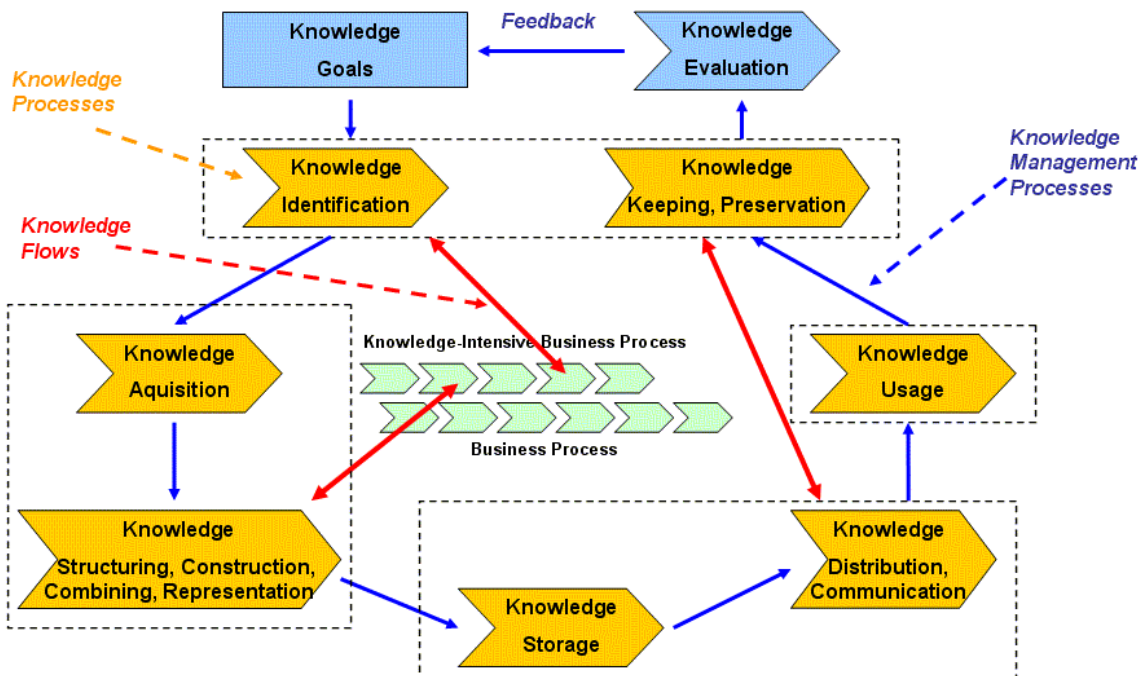 Knowledge
Goals
Feedback
Knowledge
Evaluation
Knowledge
Processes
Knowledge
Identification
Knowledge
Keeping, Preservation
Knowledge
Management
Processes
Knowledge
Flows
Knowledge
Aquisition
Knowledge-Intensive Business Process
Business Process
Knowledge
Usage
Knowledge
Structuring, Construction,
Combining, Representation
Knowledge
Storage
Knowledge
Distribution,
Communication